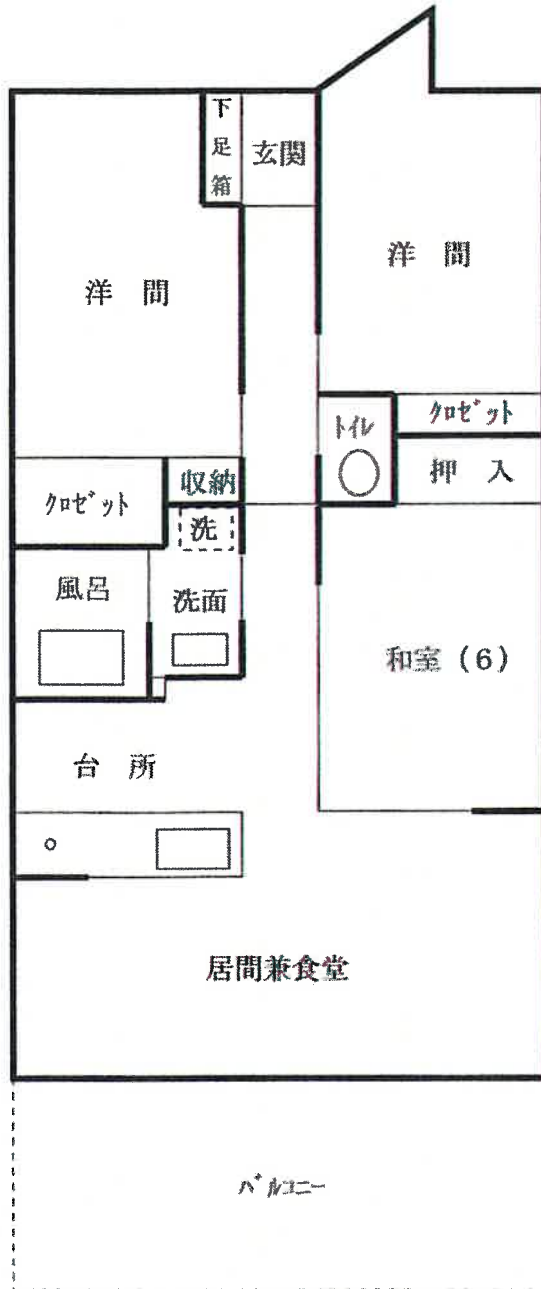 下足箱
玄関
洋間
洋間
トイレ
クロゼット
押入
クロゼット
収納
洗
風呂
洗面
和室（6）
台所
居間兼食堂
バルコニー